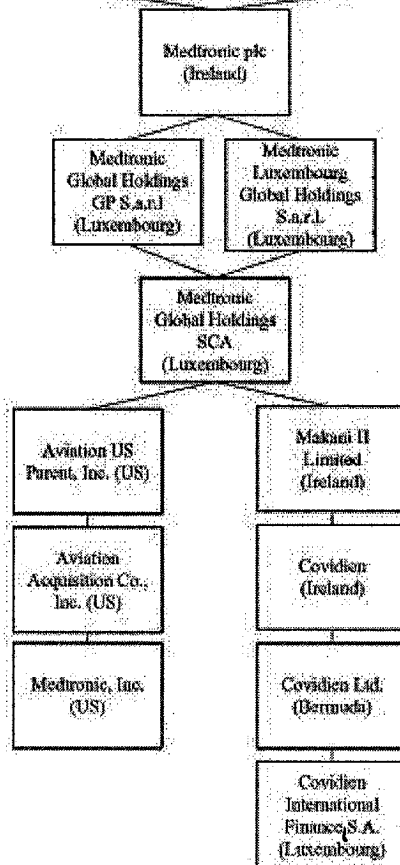 Medtronic plc
(Ireland)
Medtronic
Global Holdings
GP S.a.r.l
(Luxembourg)
Medtronic
Luxembourg
Global Holdings
S.a.r.l.
(Luxembourg)
Medtronic
Global Holdings
SCA
(Luxembourg)
Aviation US
Parent, Inc. (US)
Makani II
Limited
(Ireland)
Aviation
Acquisition Co.,
Inc. (US)
Covidien
(Ireland)
Medtronic, Inc.
(US)
Covidien Ltd.
(Bermuda)
Covidien
International
Finance, S.A.
(Luxembourg)